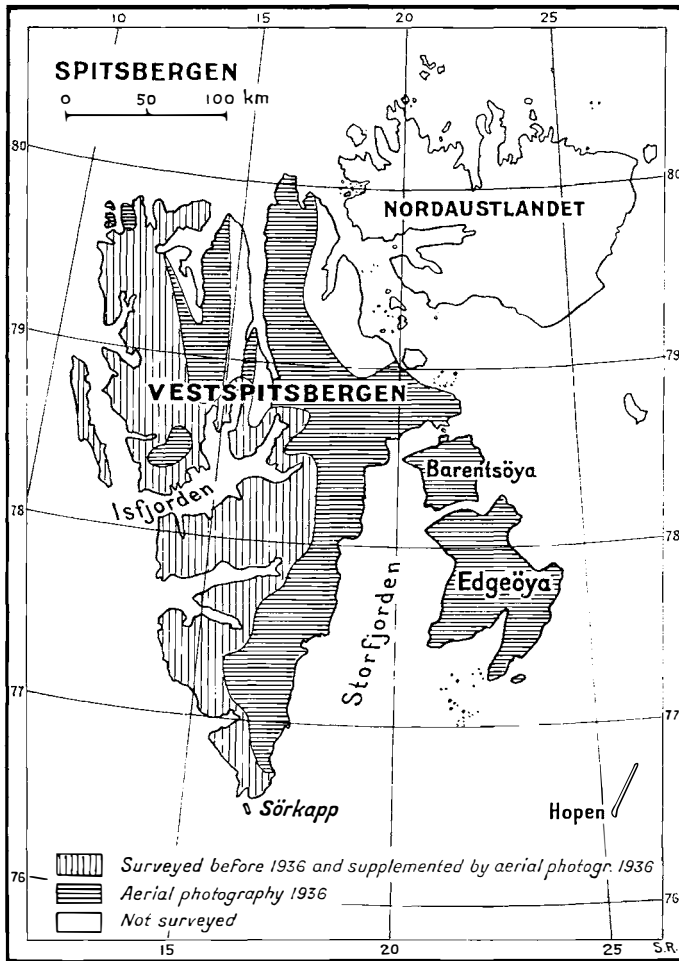 10 15 20 25
SPITSBERGEN
0 50 100 km
80
80
NORDAUSTLANDET
79
79
VESTSPITSBERGEN
Barentsöya
Isfjorden
78
78
Edgeöya
Storfjorden
77
77
Hopen
Sörkapp
Surveyed before 1936 and supplemented by aerial photogr. 1936
76
Aerial photography 1936
76
Not surveyed
15 20 25 S.R.